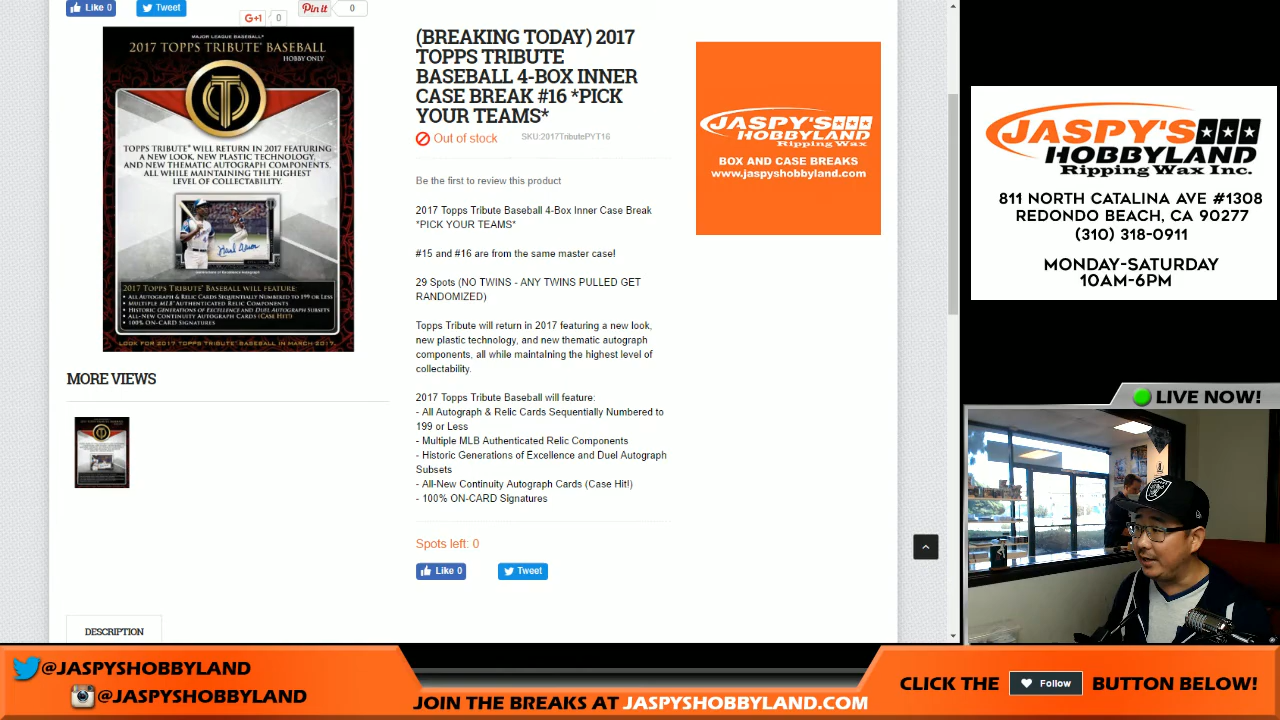 Like 0
Tweet
G+1
0
Pin it
0
MAJOR LEAGUE BASEBALL®
2017 TOPPS TRIBUTE® BASEBALL
HOBBY ONLY
TOPPS TRIBUTE® WILL RETURN IN 2017 FEATURING
A NEW LOOK, NEW PLASTIC TECHNOLOGY,
AND NEW THEMATIC AUTOGRAPH COMPONENTS,
ALL WHILE MAINTAINING THE HIGHEST
LEVEL OF COLLECTABILITY.
2017 TOPPS TRIBUTE® BASEBALL WILL FEATURE:
• ALL AUTOGRAPH & RELIC CARDS SEQUENTIALLY NUMBERED TO 199 OR LESS
• MULTIPLE MLB® AUTHENTICATED RELIC COMPONENTS
• HISTORIC GENERATIONS OF EXCELLENCE AND DUEL AUTOGRAPH SUBSETS
• ALL-NEW CONTINUITY AUTOGRAPH CARDS (CASE HIT!)
• 100% ON-CARD SIGNATURES
LOOK FOR 2017 TOPPS TRIBUTE® BASEBALL IN MARCH 2017.
MORE VIEWS
(BREAKING TODAY) 2017
TOPPS TRIBUTE
BASEBALL 4-BOX INNER
CASE BREAK #16 *PICK
YOUR TEAMS*
Out of stock
SKU:2017TributePYT16
Be the first to review this product
2017 Topps Tribute Baseball 4-Box Inner Case Break
*PICK YOUR TEAMS*
#15 and #16 are from the same master case!
29 Spots (NO TWINS - ANY TWINS PULLED GET
RANDOMIZED)
Topps Tribute will return in 2017 featuring a new look,
new plastic technology, and new thematic autograph
components, all while maintaining the highest level of
collectability.
2017 Topps Tribute Baseball will feature:
- All Autograph & Relic Cards Sequentially Numbered to
199 or Less
- Multiple MLB Authenticated Relic Components
- Historic Generations of Excellence and Duel Autograph
Subsets
- All-New Continuity Autograph Cards (Case Hit!)
- 100% ON-CARD Signatures
Spots left: 0
Like 0
Tweet
DESCRIPTION
JASPY'S
HOBBYLAND
Ripping Wax
BOX AND CASE BREAKS
www.jaspyshobbyland.com
JASPY'S
HOBBYLAND
Ripping Wax Inc.
811 NORTH CATALINA AVE #1308
REDONDO BEACH, CA 90277
(310) 318-0911
MONDAY-SATURDAY
10AM-6PM
LIVE NOW!
@JASPYSHOBBYLAND
@JASPYSHOBBYLAND
JOIN THE BREAKS AT JASPYSHOBBYLAND.COM
CLICK THE
Follow
BUTTON BELOW!